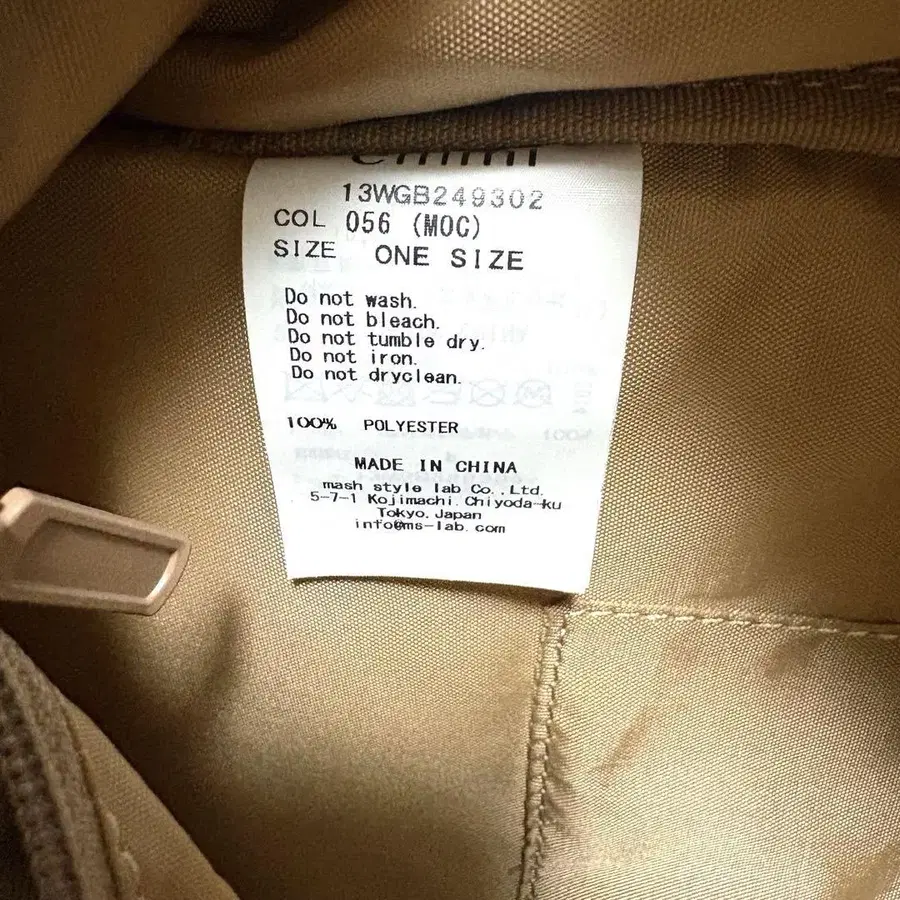 emmi
13WGB249302
COL 056 (MOC)
SIZE ONE SIZE
Do not wash.
Do not bleach.
Do not tumble dry.
Do not iron.
Do not dryclean.
100% POLYESTER
MADE IN CHINA
mash style lab Co.,Ltd.
5-7-1 Kojimachi.Chiyoda-ku
Tokyo.Japan
info@ms-lab.com